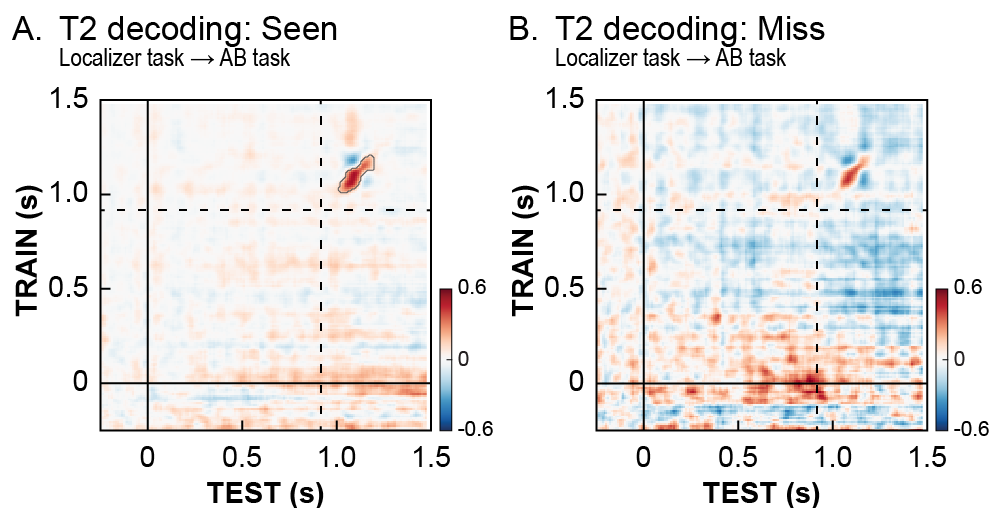 A. T2 decoding: Seen
Localizer task → AB task
1.5
1.0
0.5
0
TRAIN (s)
0 0.5 1.0 1.5
TEST (s)
0.6
0
-0.6
B. T2 decoding: Miss
Localizer task → AB task
1.5
1.0
0.5
0
TRAIN (s)
0 0.5 1.0 1.5
TEST (s)
0.6
0
-0.6